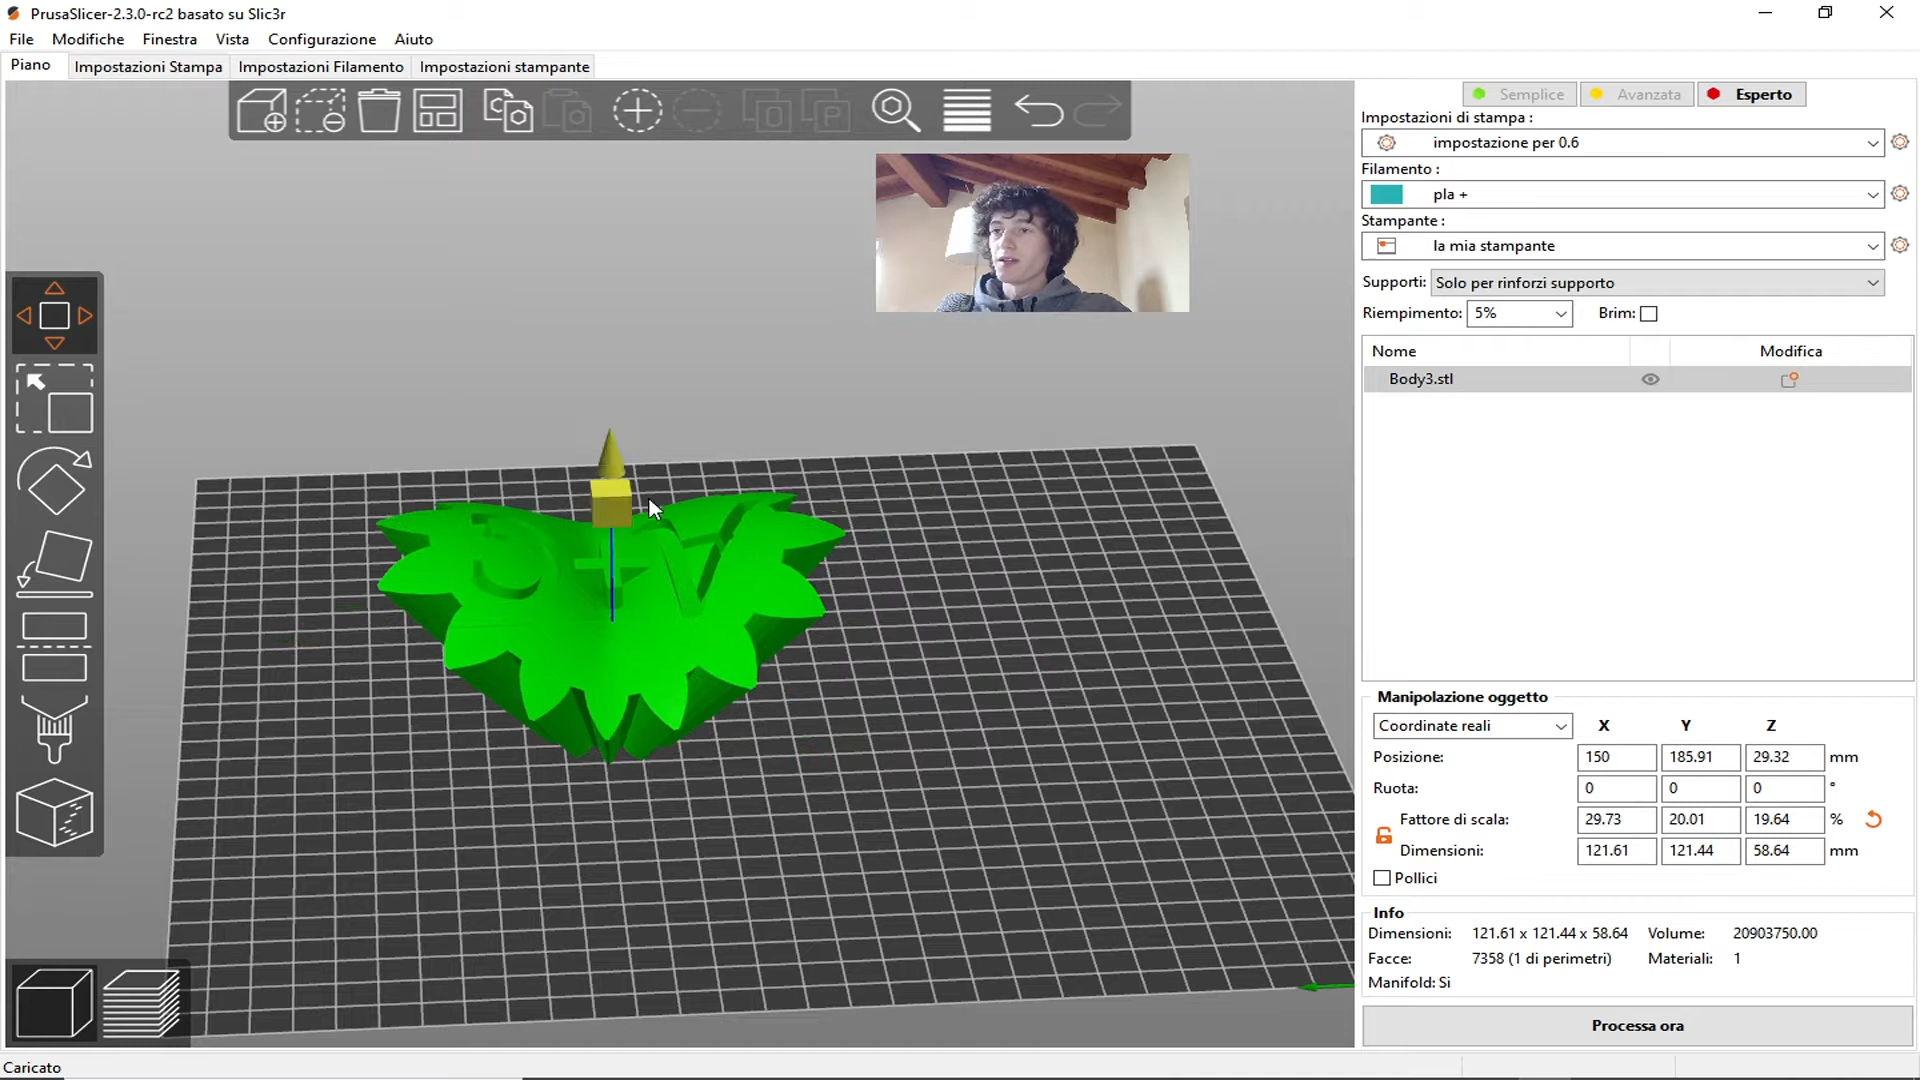 PrusaSlicer-2.3.0-rc2 basato su Slic3r
File Modifiche Finestra Vista Configurazione Aiuto
Piano Impostazioni Stampa Impostazioni Filamento Impostazioni stampante
Semplice Avanzata Esperto
Impostazioni di stampa :
impostazione per 0.6
Filamento :
pla +
Stampante :
la mia stampante
Supporti: Solo per rinforzi supporto
Riempimento: 5% Brim:
Nome Modifica
Body3.stl
Manipolazione oggetto
Coordinate reali X Y Z
Posizione: 150 185.91 29.32 mm
Ruota: 0 0 0 °
Fattore di scala: 29.73 20.01 19.64 %
Dimensioni: 121.61 121.44 58.64 mm
Pollici
Info
Dimensioni: 121.61 x 121.44 x 58.64 Volume: 20903750.00
Facce: 7358 (1 di perimetri) Materiali: 1
Manifold: Si
Processa ora
Caricato